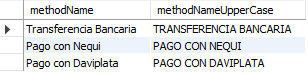 methodName methodNameUpperCase
Transferencia Bancaria TRANSFERENCIA BANCARIA
Pago con Nequi PAGO CON NEQUI
Pago con Daviplata PAGO CON DAVIPLATA